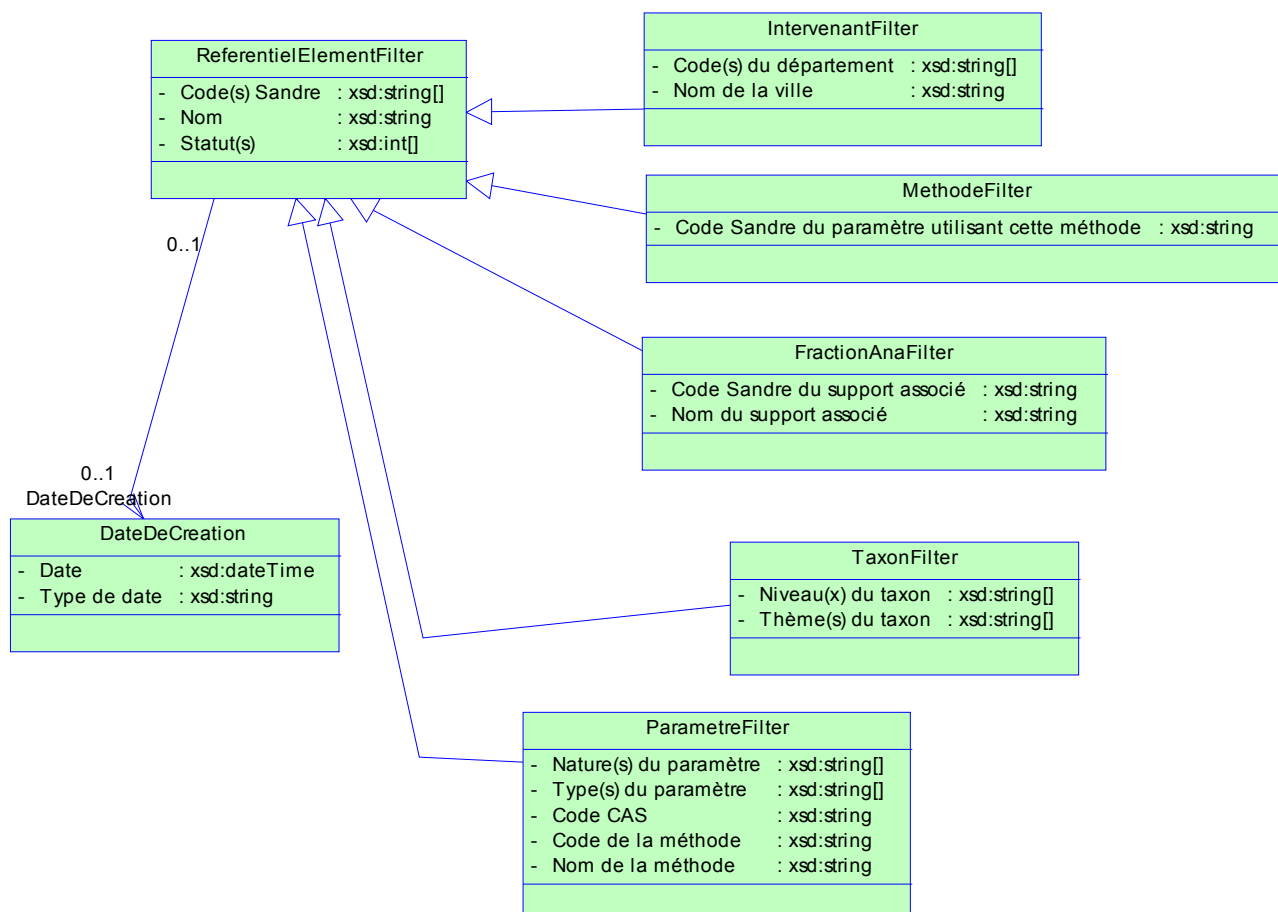 ReferentielElementFilter
- Code(s) Sandre : xsd:string[]
- Nom : xsd:string
- Statut(s) : xsd:int[]
IntervenantFilter
- Code(s) du département : xsd:string[]
- Nom de la ville : xsd:string
MethodeFilter
- Code Sandre du paramètre utilisant cette méthode : xsd:string
FractionAnaFilter
- Code Sandre du support associé : xsd:string
- Nom du support associé : xsd:string
0..1
0..1
DateDeCreation
DateDeCreation
- Date : xsd:dateTime
- Type de date : xsd:string
TaxonFilter
- Niveau(x) du taxon : xsd:string[]
- Thème(s) du taxon : xsd:string[]
ParametreFilter
- Nature(s) du paramètre : xsd:string[]
- Type(s) du paramètre : xsd:string[]
- Code CAS : xsd:string
- Code de la méthode : xsd:string
- Nom de la méthode : xsd:string